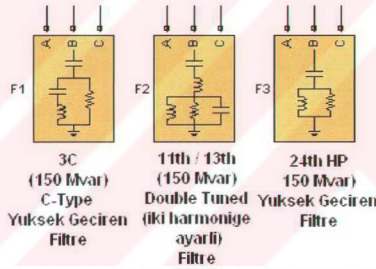 A B C
A B C
A B C
F1
F2
F3
3C
(150 Mvar)
C-Type
Yuksek Geciren
Filtre
11th / 13th
(150 Mvar)
Double Tuned
(iki harmonige
ayarli)
Filtre
24th HP
150 Mvar)
Yuksek Geciren
Filtre